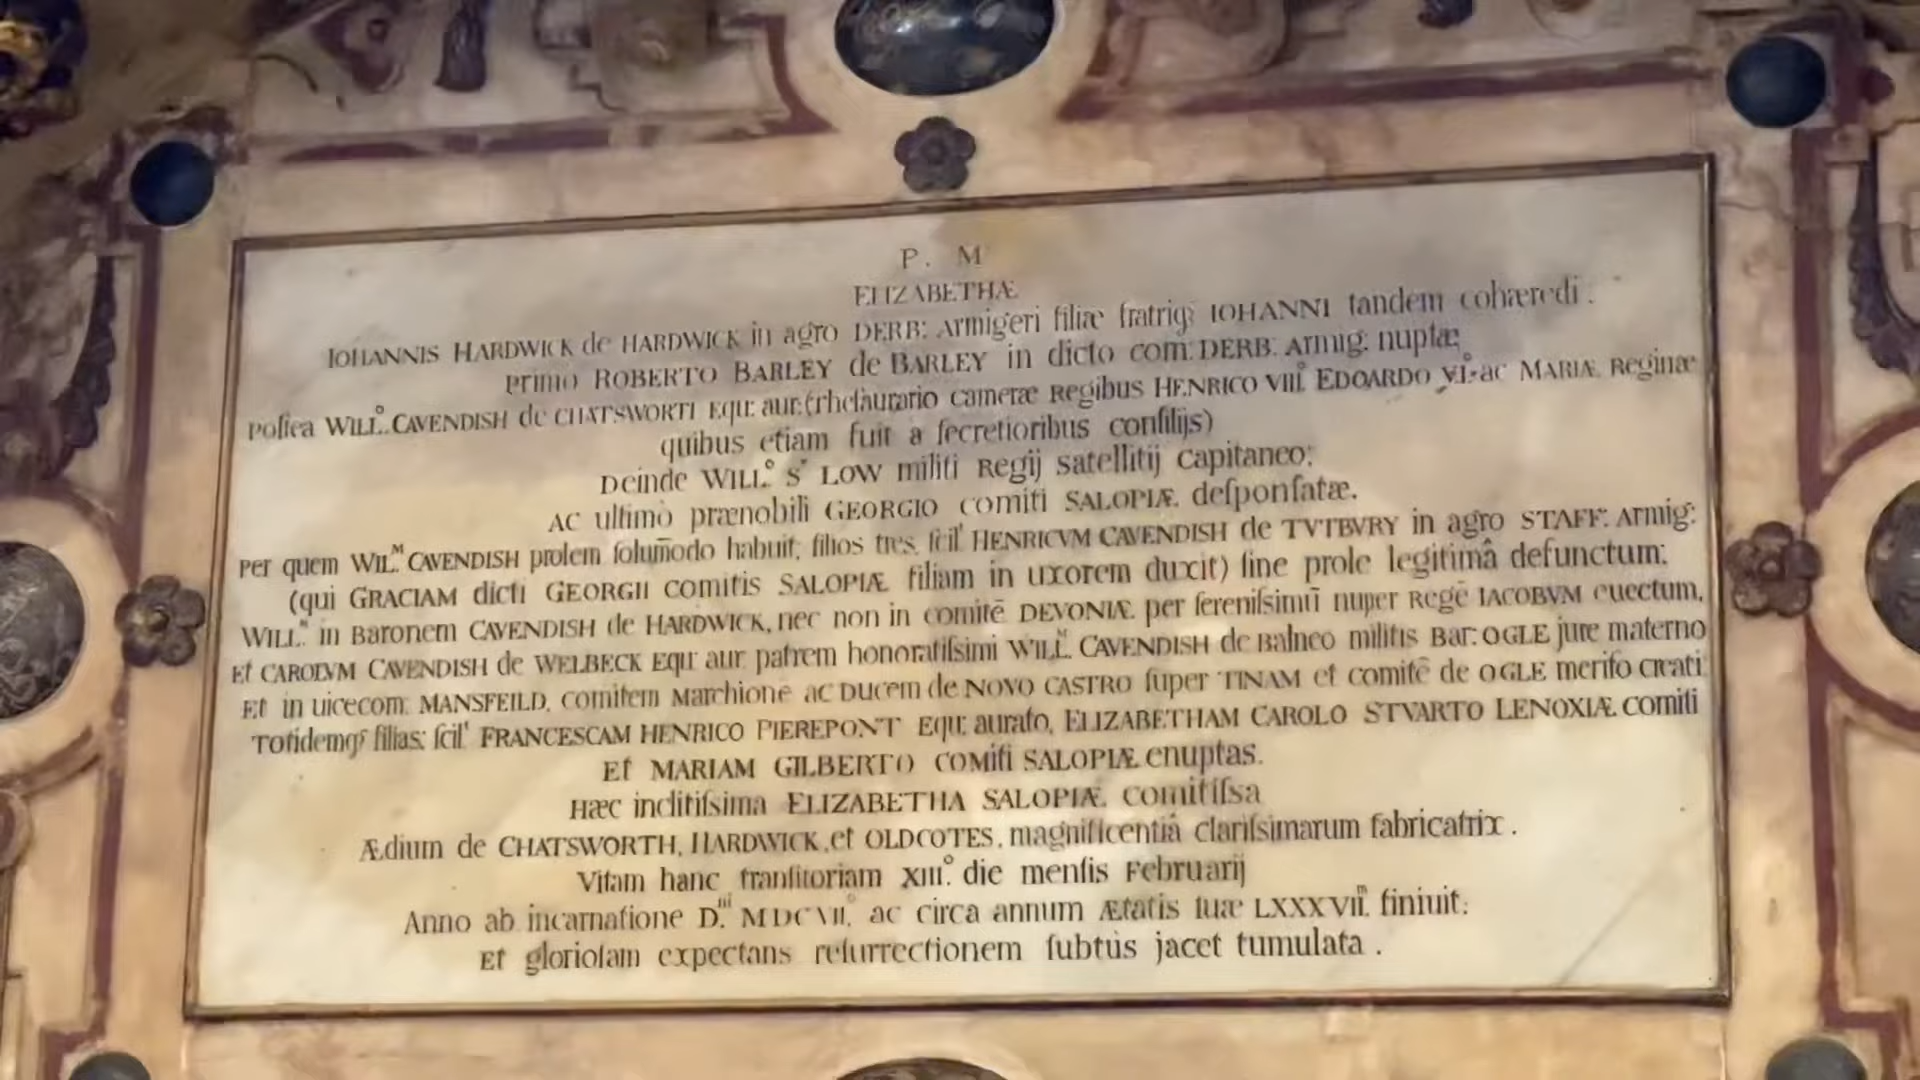 P. M
ELIZABETHÆ
IOHANNIS HARDWICK de HARDWICK in agro DERB: Armigeri filiæ fratriq; IOHANNI tandem cohæredi.
primo ROBERTO BARLEY de BARLEY in dicto com: DERB: Armig: nuptæ;
Postea WILL:º CAVENDISH de CHATSWORTH Equ: aur: (Thesaurario cameræ Regibus HENRICO VIII.º EDOARDO VI.º ac MARIÆ Reginæ
quibus etiam fuit a secretioribus consilijs)
Deinde WILL:º Sᵗ LOW militi Regij satellitij capitaneo;
AC ultimò prænobili GEORGIO comiti SALOPIÆ desponsatæ.
Per quem WIL:ᴹ CAVENDISH prolem solum̄odo habuit; filios tres, scil: HENRICVM CAVENDISH de TVTBVRY in agro STAFF: Armig:
(qui GRACIAM dicti GEORGII comitis SALOPIÆ filiam in uxorem duxit) sine prole legitimâ defunctum:
WILL:ᴹ in Baronem CAVENDISH de HARDWICK, nec non in comitē DEVONIÆ per serenissimū nuper Regē IACOBVM euectum,
Et CAROLVM CAVENDISH de WELBECK Equ: aur: patrem honoratissimi WILL:ᴹ CAVENDISH de Balneo militis Bar: OGLE jure materno
Et in uicecom: MANSFEILD, comitem Marchionē ac Ducem de NOVO CASTRO super TINAM et comitē de OGLE merito creati
Totidemq; filias; scil: FRANCESCAM HENRICO PIEREPONT Equ: aurato, ELIZABETHAM CAROLO STVARTO LENOXIÆ comiti
Et MARIAM GILBERTO COMiti SALOPIÆ enuptas.
Hæc inclitissima ELIZABETHA SALOPIÆ comitissa
Ædium de CHATSWORTH, HARDWICK, et OLDCOTES, magnificentiâ clarissimarum fabricatrix.
Vitam hanc transitoriam XIII.º die mensis Februarij
Anno ab incarnatione D:ⁿⁱ MDCVII.º ac circa annum Ætatis suæ LXXXVII.ᵐ finiuit:
Et gloriosam expectans resurrectionem subtùs jacet tumulata.